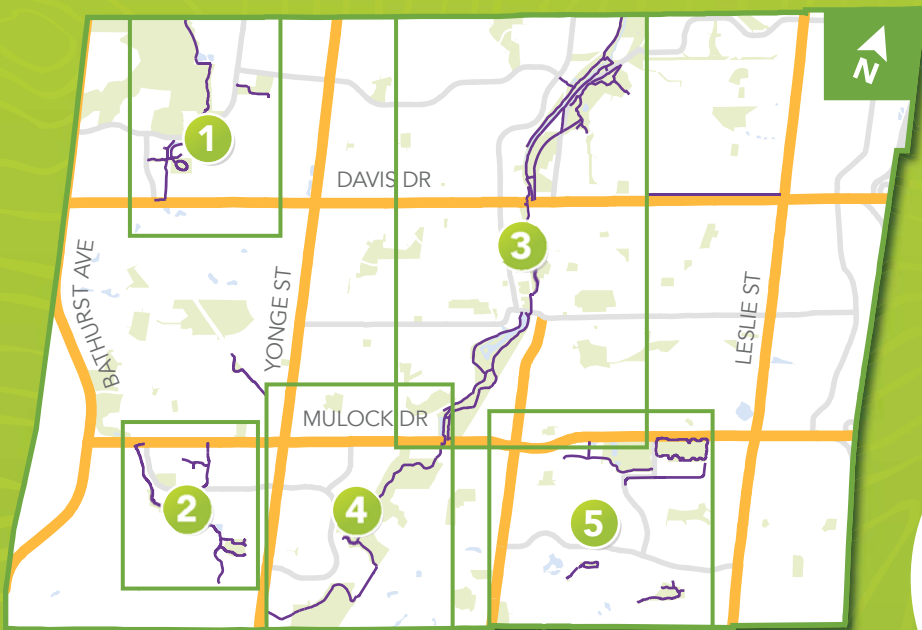 N
1
DAVIS DR
3
BATHURST AVE
YONGE ST
LESLIE ST
MULOCK DR
2
4
5